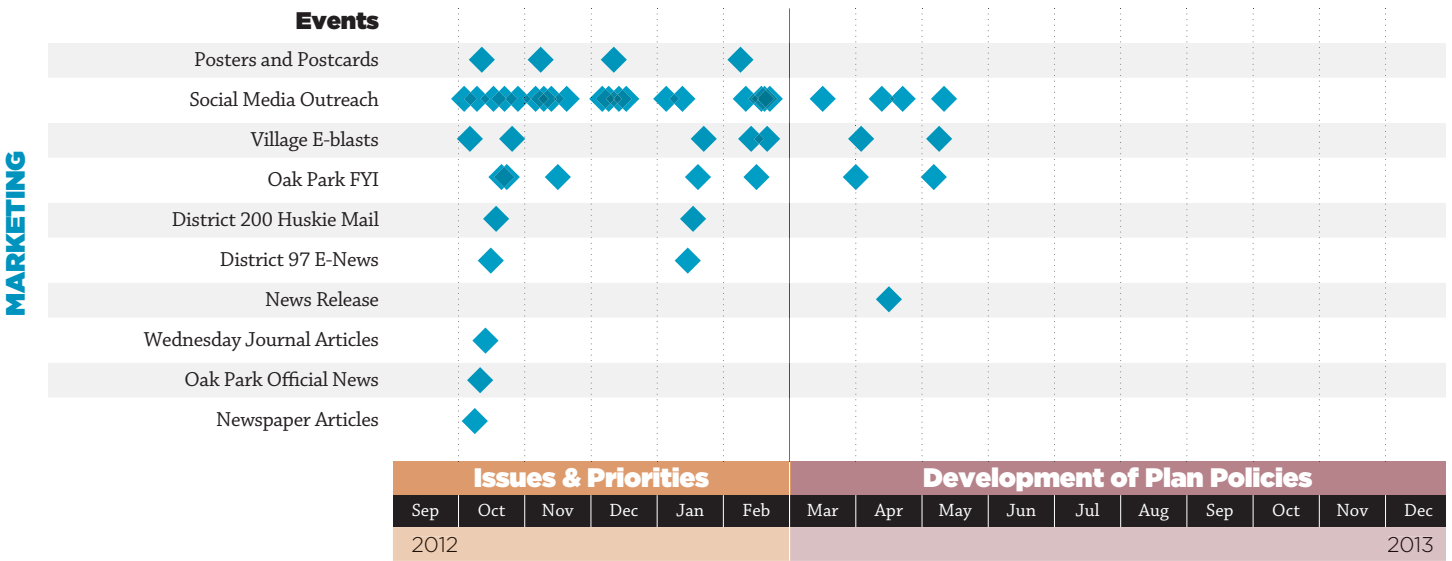 Events
MARKETING
Posters and Postcards
Social Media Outreach
Village E-blasts
Oak Park FYI
District 200 Huskie Mail
District 97 E-News
News Release
Wednesday Journal Articles
Oak Park Official News
Newspaper Articles
Issues & Priorities Development of Plan Policies
Sep Oct Nov Dec Jan Feb Mar Apr May Jun Jul Aug Sep Oct Nov Dec
2012 2013